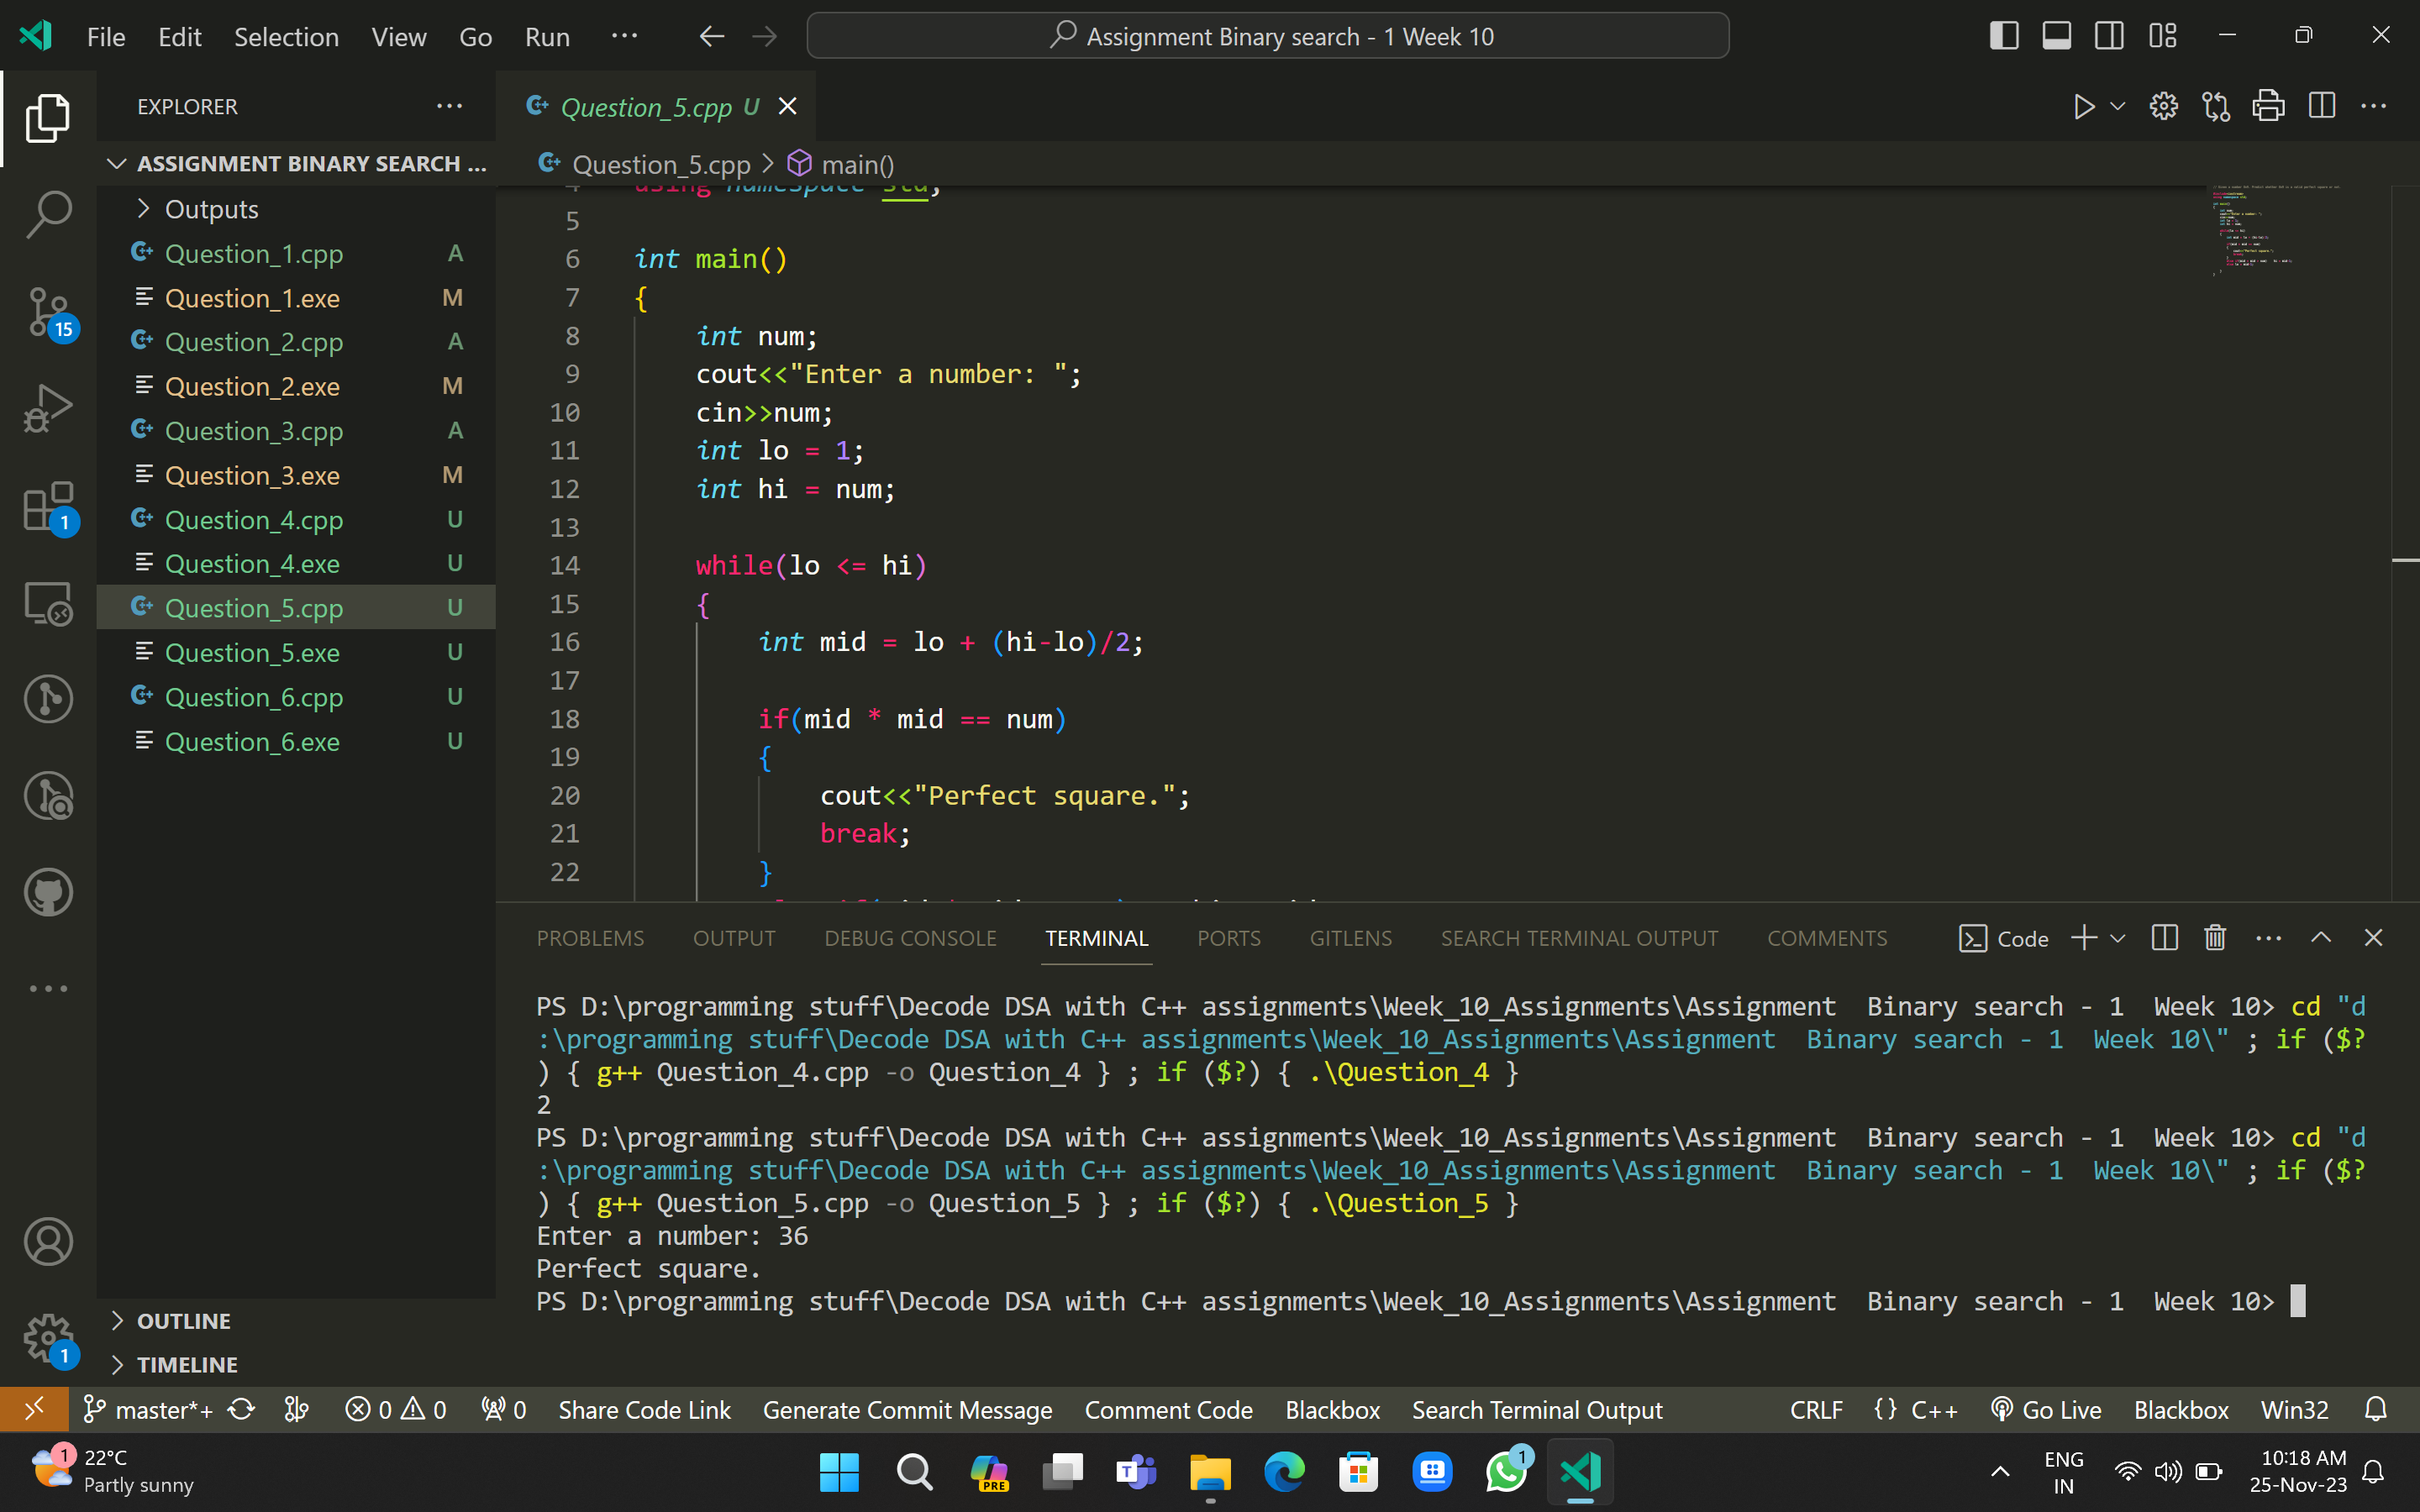 File Edit Selection View Go Run ···
Assignment Binary search - 1 Week 10
EXPLORER
ASSIGNMENT BINARY SEARCH ...
Outputs
Question_1.cpp A
Question_1.exe M
Question_2.cpp A
Question_2.exe M
Question_3.cpp A
Question_3.exe M
Question_4.cpp U
Question_4.exe U
Question_5.cpp U
Question_5.exe U
Question_6.cpp U
Question_6.exe U
OUTLINE
TIMELINE
15
1
1
Question_5.cpp U
Question_5.cpp > main()
4 using namespace std;
5
6 int main()
7 {
8 int num;
9 cout<<"Enter a number: ";
10 cin>>num;
11 int lo = 1;
12 int hi = num;
13
14 while(lo <= hi)
15 {
16 int mid = lo + (hi-lo)/2;
17
18 if(mid * mid == num)
19 {
20 cout<<"Perfect square.";
21 break;
22 }
PROBLEMS OUTPUT DEBUG CONSOLE TERMINAL PORTS GITLENS SEARCH TERMINAL OUTPUT COMMENTS
Code
PS D:\programming stuff\Decode DSA with C++ assignments\Week_10_Assignments\Assignment  Binary search - 1  Week 10> cd "d
:\programming stuff\Decode DSA with C++ assignments\Week_10_Assignments\Assignment  Binary search - 1  Week 10\" ; if ($?
) { g++ Question_4.cpp -o Question_4 } ; if ($?) { .\Question_4 }
2
PS D:\programming stuff\Decode DSA with C++ assignments\Week_10_Assignments\Assignment  Binary search - 1  Week 10> cd "d
:\programming stuff\Decode DSA with C++ assignments\Week_10_Assignments\Assignment  Binary search - 1  Week 10\" ; if ($?
) { g++ Question_5.cpp -o Question_5 } ; if ($?) { .\Question_5 }
Enter a number: 36
Perfect square.
PS D:\programming stuff\Decode DSA with C++ assignments\Week_10_Assignments\Assignment  Binary search - 1  Week 10>
master*+ 0 0 0 Share Code Link Generate Commit Message Comment Code Blackbox Search Terminal Output CRLF {} C++ Go Live Blackbox Win32
1
22°C
Partly sunny
PRE
T
1
ENG
IN
10:18 AM
25-Nov-23